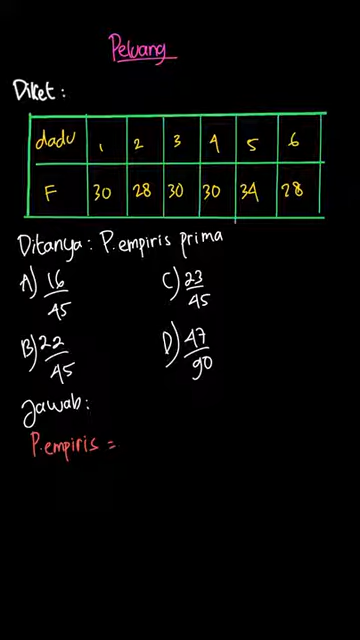 Peluang
Diket :
dadu 1 2 3 4 5 6
F 30 28 30 30 34 28
Ditanya : P.empiris prima
A) 16/45 C) 23/45
B) 22/45 D) 47/90
Jawab :
P.empiris =